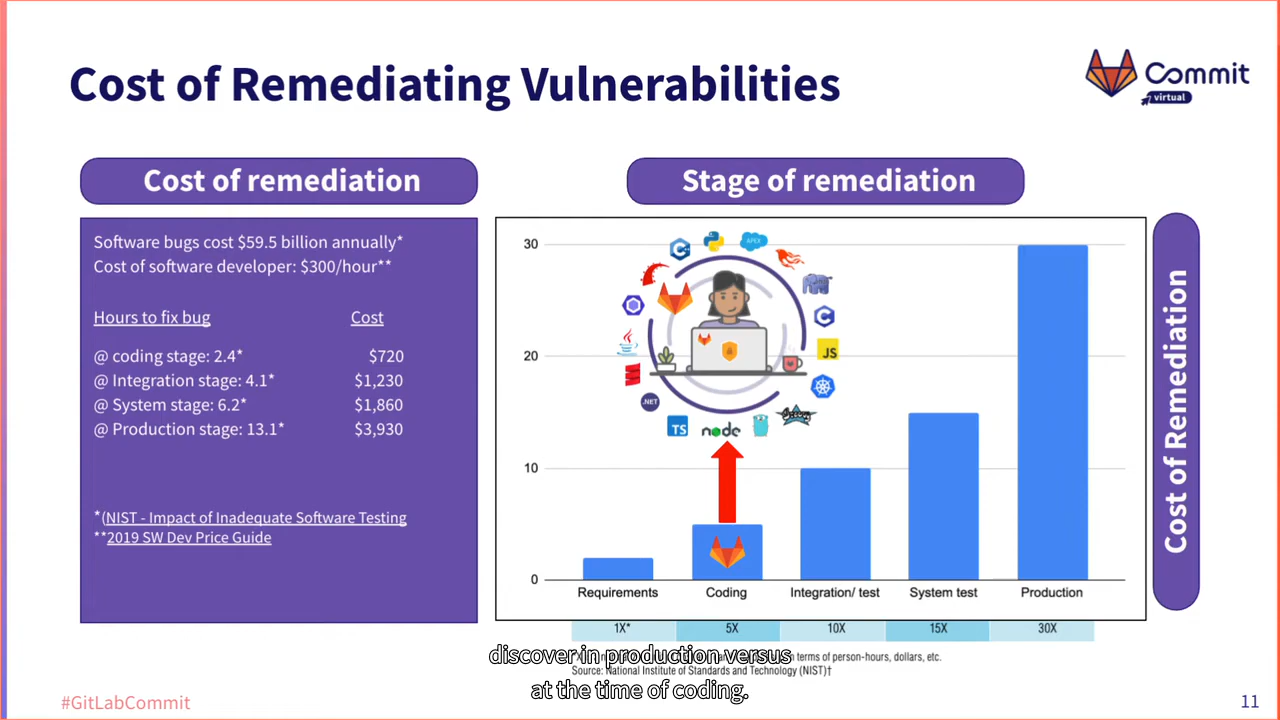 Cost of Remediating Vulnerabilities
Commit
virtual
Cost of remediation
Stage of remediation
Software bugs cost $59.5 billion annually*
Cost of software developer: $300/hour**
Hours to fix bug Cost
@ coding stage: 2.4* $720
@ Integration stage: 4.1* $1,230
@ System stage: 6.2* $1,860
@ Production stage: 13.1* $3,930
*(NIST - Impact of Inadequate Software Testing
**2019 SW Dev Price Guide
30
20
10
0
APEX
C
JS
.NET
TS
node
Requirements Coding Integration/ test System test Production
1X* 5X 10X 15X 30X
terms of person-hours, dollars, etc.
Source: National Institute of Standards and Technology (NIST)†
Cost of Remediation
discover in production versus
at the time of coding.
#GitLabCommit
11